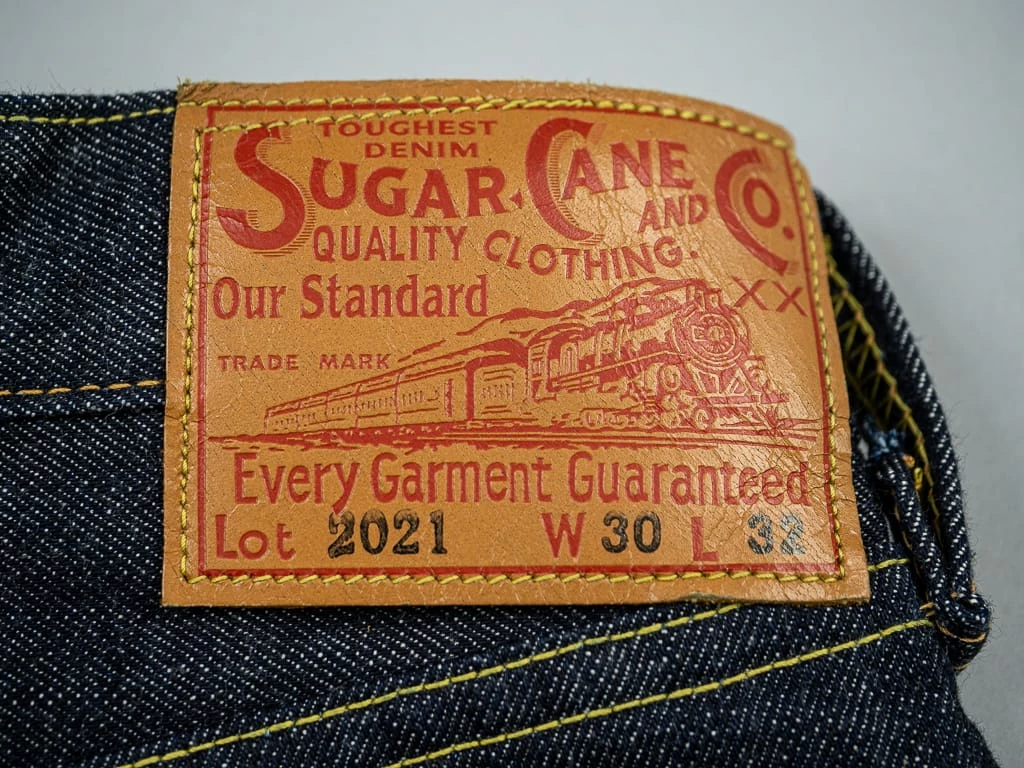 TOUGHEST
DENIM
SUGAR CANE AND CO.
QUALITY CLOTHING.
Our Standard XX
TRADE MARK
Every Garment Guaranteed
Lot 2021 W 30 L 32